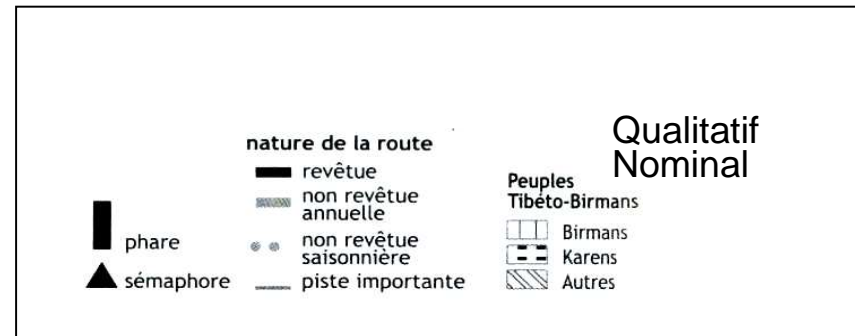 Qualitatif
Nominal
phare
sémaphore
nature de la route
revêtue
non revêtue
annuelle
non revêtue
saisonnière
piste importante
Peuples
Tibéto-Birmans
Birmans
Karens
Autres